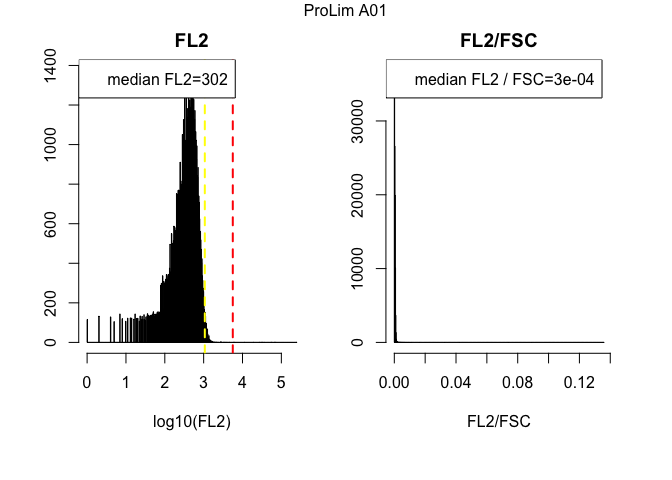 ProLim A01
FL2
median FL2=302
1400
1000
600
200
0
0 1 2 3 4 5
log10(FL2)
FL2/FSC
median FL2 / FSC=3e-04
30000
20000
10000
0
0.00 0.04 0.08 0.12
FL2/FSC